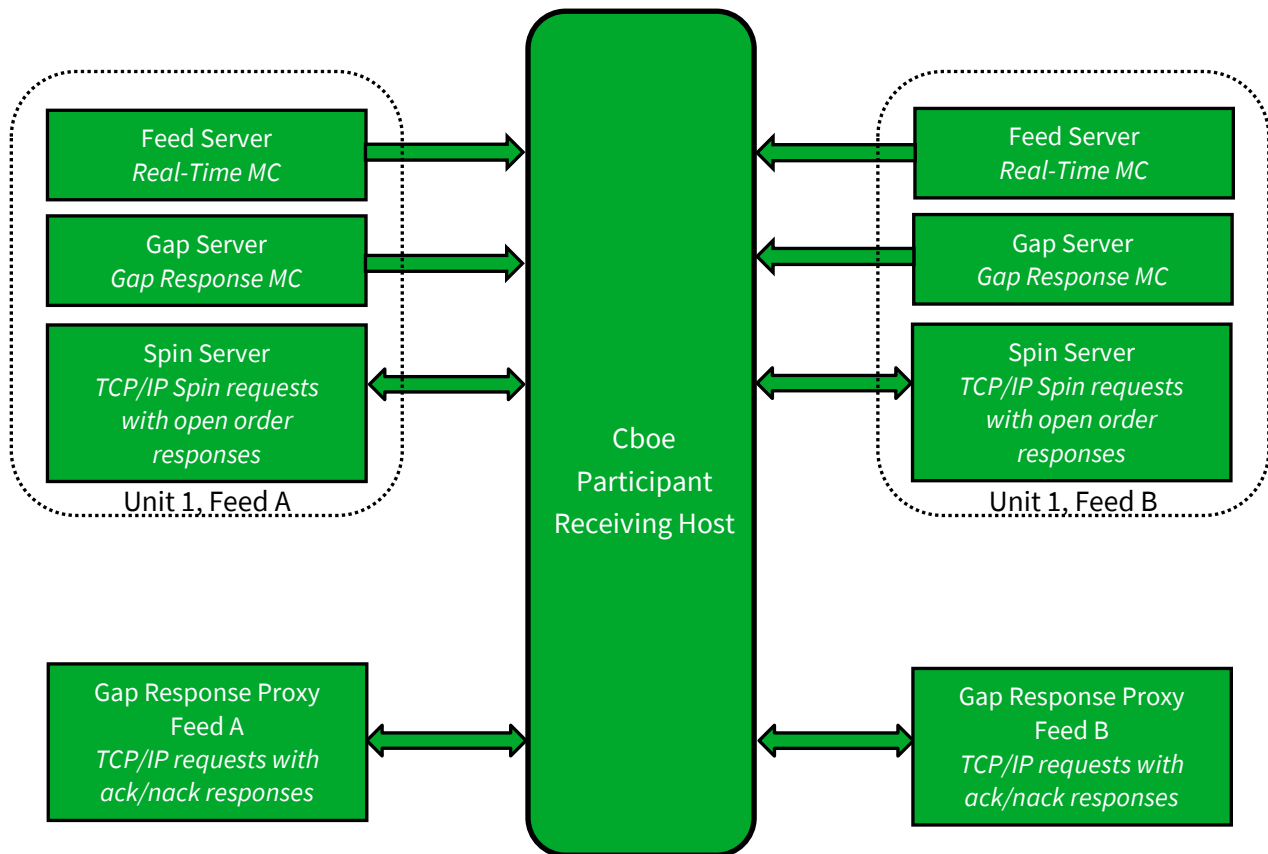 Feed Server
Real-Time MC
Gap Server
Gap Response MC
Spin Server
TCP/IP Spin requests
with open order
responses
Unit 1, Feed A
Gap Response Proxy
Feed A
TCP/IP requests with
ack/nack responses
Cboe
Participant
Receiving Host
Feed Server
Real-Time MC
Gap Server
Gap Response MC
Spin Server
TCP/IP Spin requests
with open order
responses
Unit 1, Feed B
Gap Response Proxy
Feed B
TCP/IP requests with
ack/nack responses